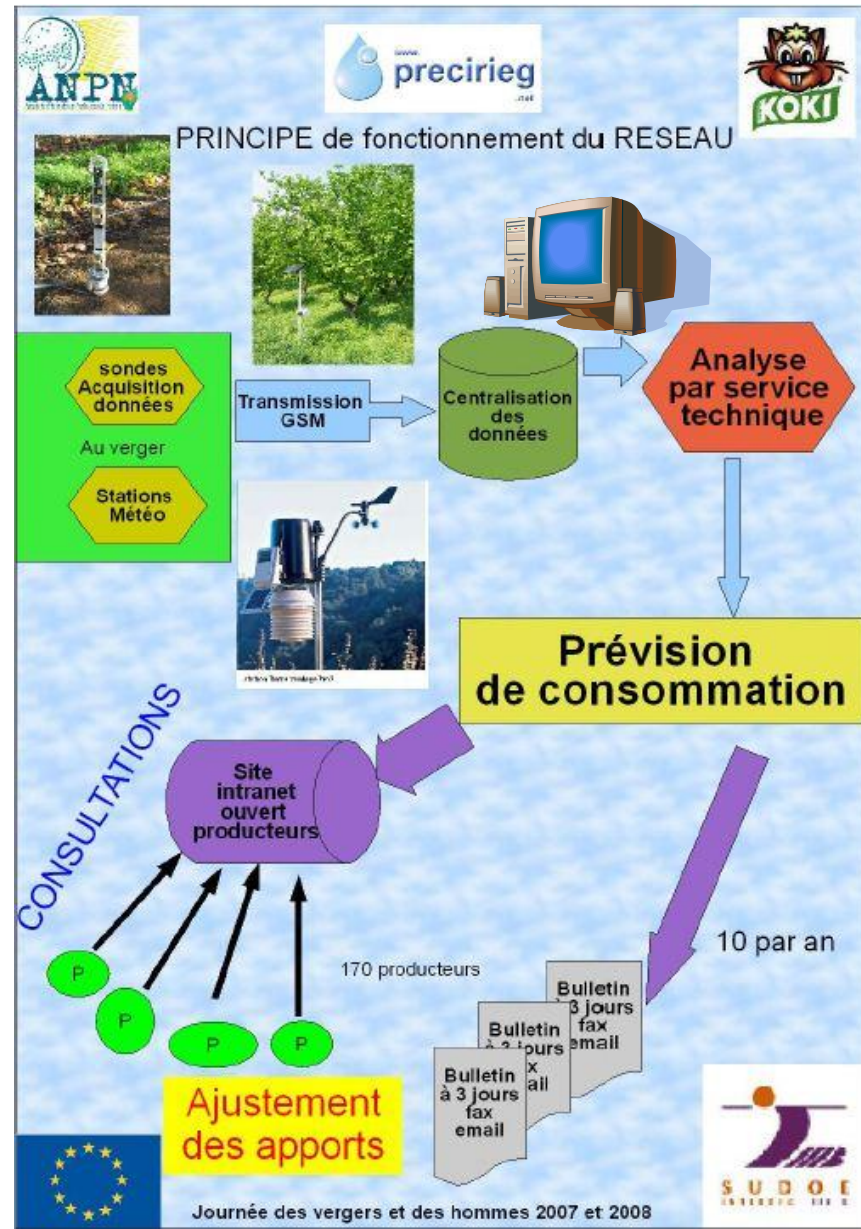 ANPN
www.
precirieg
.net
KOKI
PRINCIPE de fonctionnement du RESEAU
sondes
Acquisition
données
Au verger
Stations
Météo
Transmission
GSM
Centralisation
des
données
Analyse
par service
technique
Prévision
de consommation
CONSULTATIONS
Site
intranet
ouvert
producteurs
P
P
P
P
170 producteurs
10 par an
Bulletin
à 3 jours
fax
email
Bulletin
à 3 jours
fax
email
Bulletin
à 3 jours
fax
email
Ajustement
des apports
SUDOE
Journée des vergers et des hommes 2007 et 2008